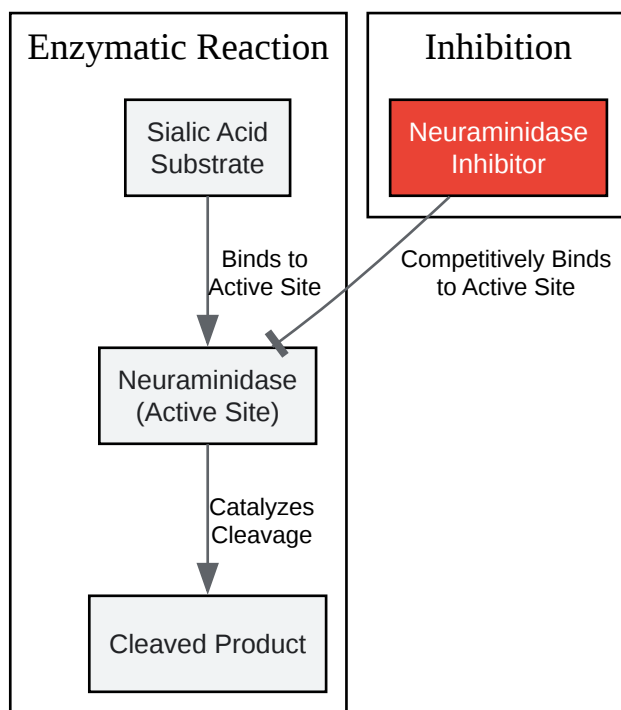 Enzymatic Reaction
Inhibition
Sialic Acid
Substrate
Neuraminidase
Inhibitor
Binds to
Active Site
Competitively Binds
to Active Site
Neuraminidase
(Active Site)
Catalyzes
Cleavage
Cleaved Product